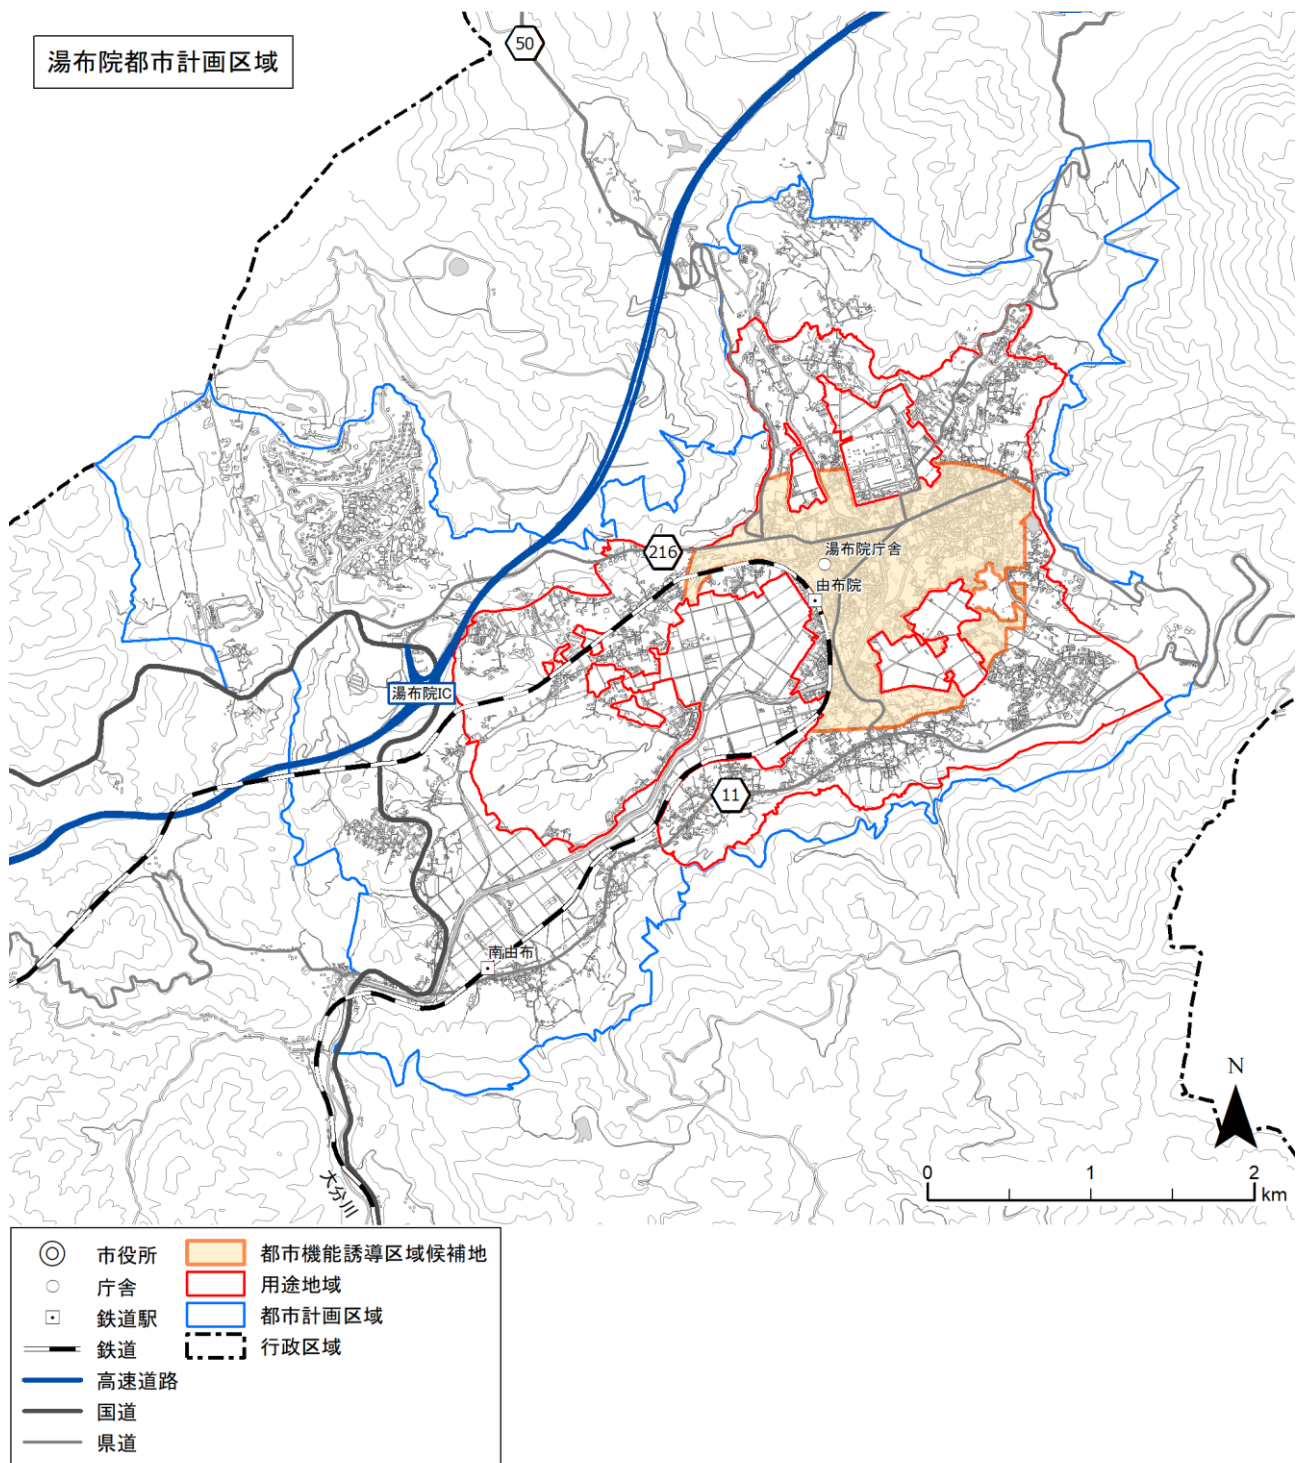 湯布院都市計画区域
50
216
湯布院庁舎
由布院
湯布院IC
11
南由布
大分川
N
0 1 2
km
市役所
庁舎
鉄道駅
鉄道
高速道路
国道
県道
都市機能誘導区域候補地
用途地域
都市計画区域
行政区域